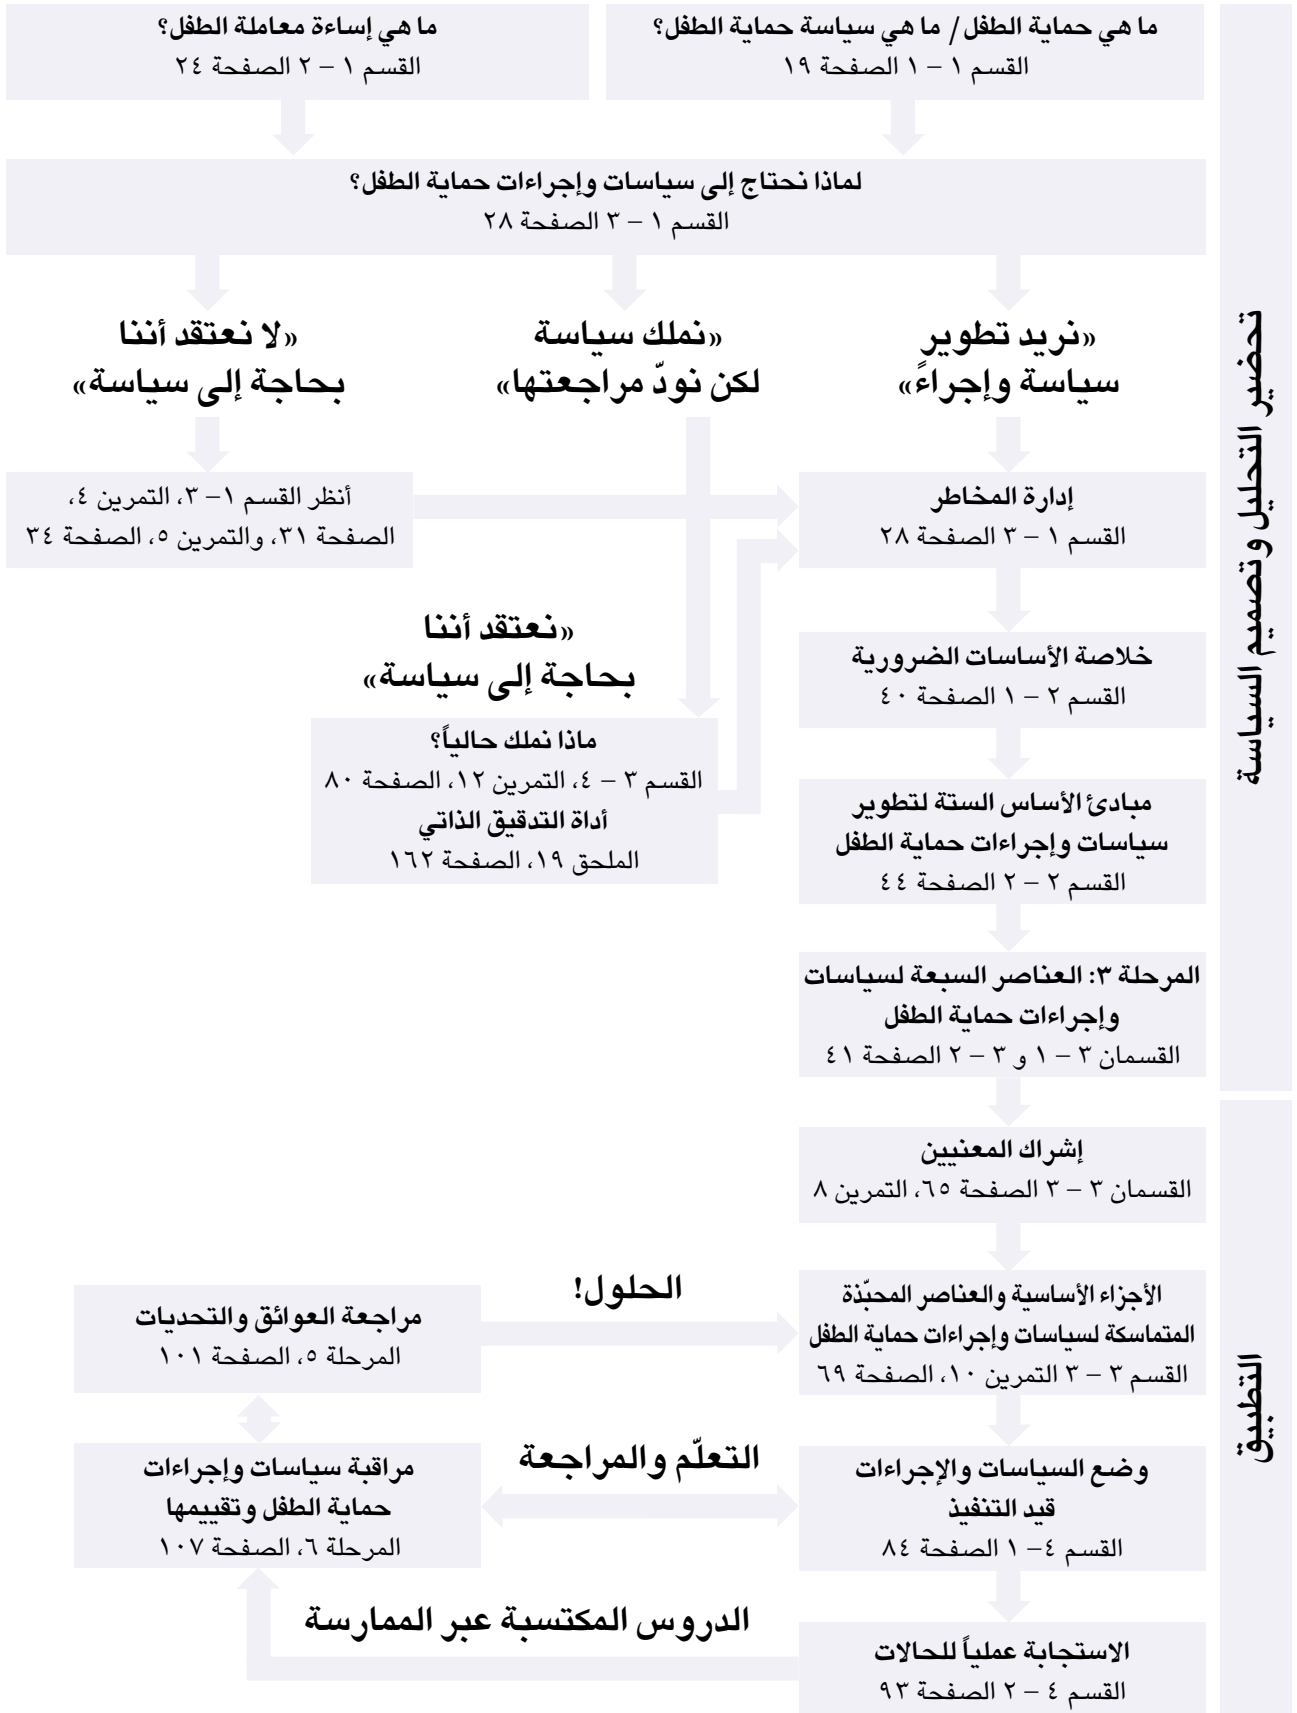 ما هي حماية الطفل/ ما هي سياسة حماية الطفل؟
القسم ١ – ١ الصفحة ١٩
ما هي إساءة معاملة الطفل؟
القسم ١ – ٢ الصفحة ٢٤
لماذا نحتاج إلى سياسات وإجراءات حماية الطفل؟
القسم ١ – ٣ الصفحة ٢٨
«نريد تطوير
سياسة وإجراءً»
«نملك سياسة
لكن نودّ مراجعتها»
«لا نعتقد أننا
بحاجة إلى سياسة»
إدارة المخاطر
القسم ١ – ٣ الصفحة ٢٨
أنظر القسم ١– ٣، التمرين ٤،
الصفحة ٣١، والتمرين ٥، الصفحة ٣٤
«نعتقد أننا
بحاجة إلى سياسة»
خلاصة الأساسات الضرورية
القسم ٢ – ١ الصفحة ٤٠
ماذا نملك حالياً؟
القسم ٣ – ٤، التمرين ١٢، الصفحة ٨٠
أداة التدقيق الذاتي
الملحق ١٩، الصفحة ١٦٢
مبادئ الأساس الستة لتطوير
سياسات وإجراءات حماية الطفل
القسم ٢ – ٢ الصفحة ٤٤
المرحلة ٣: العناصر السبعة لسياسات
وإجراءات حماية الطفل
القسمان ٣ – ١ و ٣ – ٢ الصفحة ٤١
تحضير التحليل وتصميم السياسة
إشراك المعنيين
القسمان ٣ – ٣ الصفحة ٦٥، التمرين ٨
الأجزاء الأساسية والعناصر المحبّذة
المتماسكة لسياسات وإجراءات حماية الطفل
القسم ٣ – ٣ التمرين ١٠، الصفحة ٦٩
الحلول!
مراجعة العوائق والتحديات
المرحلة ٥، الصفحة ١٠١
وضع السياسات والإجراءات
قيد التنفيذ
القسم ٤– ١ الصفحة ٨٤
التعلّم والمراجعة
مراقبة سياسات وإجراءات
حماية الطفل وتقييمها
المرحلة ٦، الصفحة ١٠٧
الدروس المكتسبة عبر الممارسة
الاستجابة عملياً للحالات
القسم ٤ – ٢ الصفحة ٩٣
التطبيق